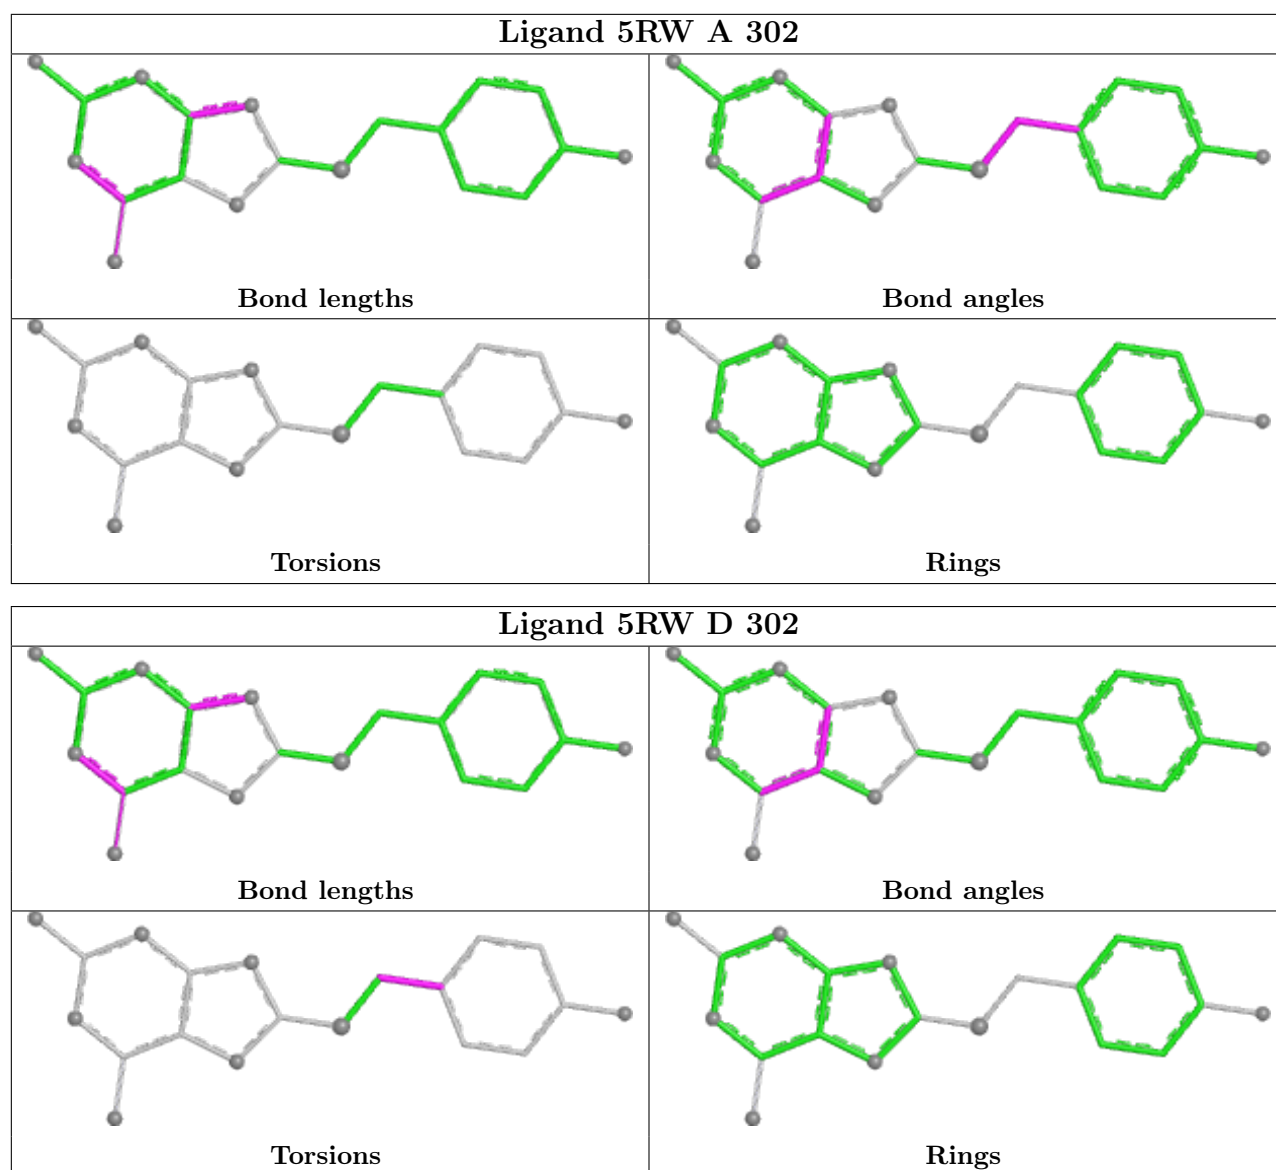 Ligand 5RW A 302
Bond lengths
Bond angles
Torsions
Rings
Ligand 5RW D 302
Bond lengths
Bond angles
Torsions
Rings